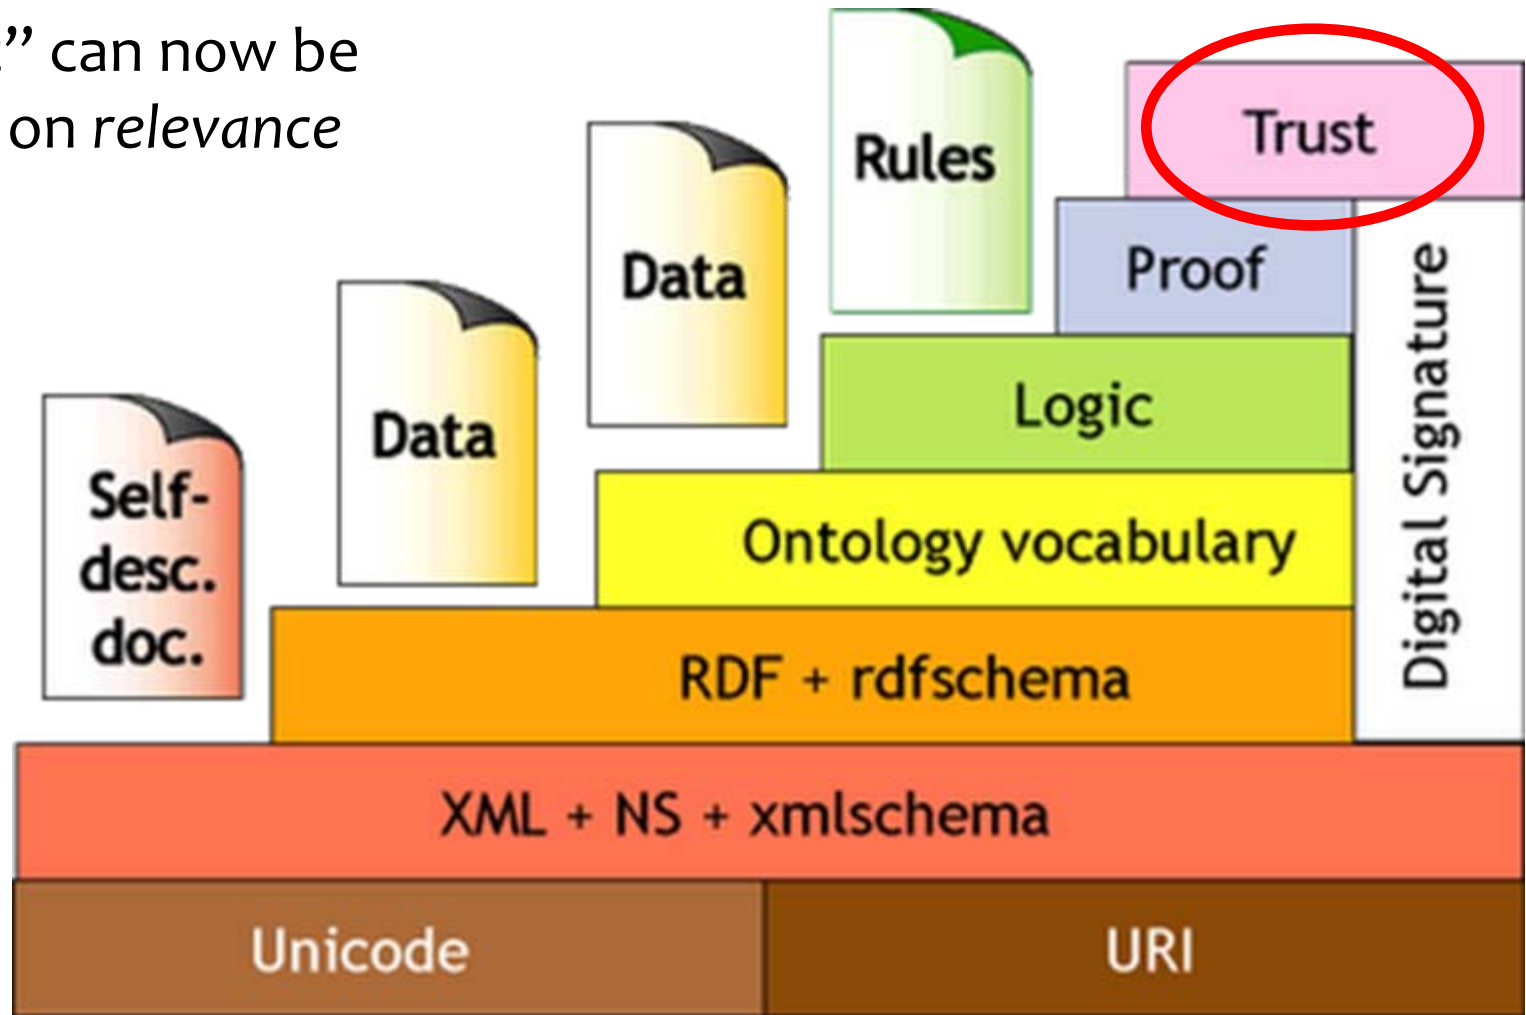 ” can now be
on relevance
Rules
Trust
Data
Proof
Data
Logic
Self-
desc.
doc.
Ontology vocabulary
Digital Signature
RDF + rdfschema
XML + NS + xmlschema
Unicode
URI